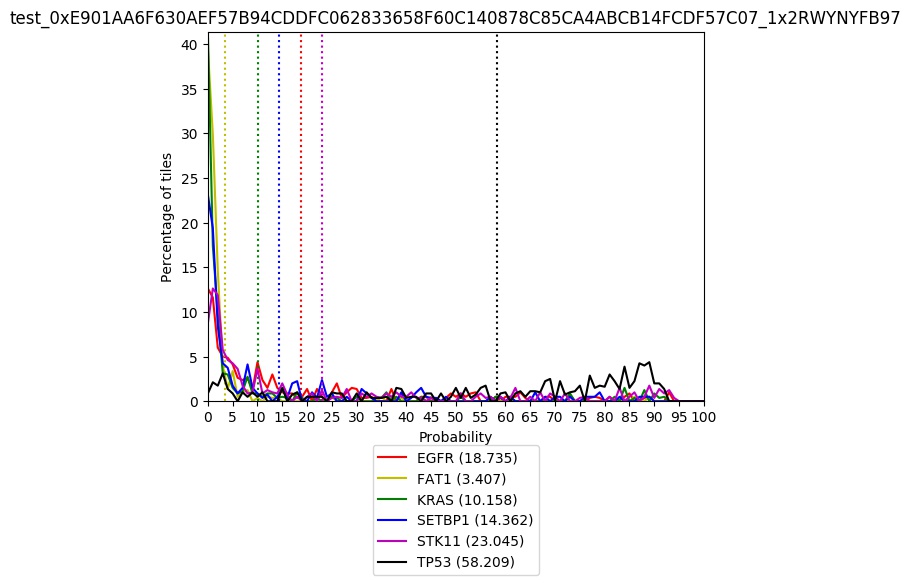 test_0xE901AA6F630AEF57B94CDDFC062833658F60C140878C85CA4ABCB14FCDF57C07_1x2RWYNYFB97
40
35
30
25
20
15
10
5
0
Percentage of tiles
0 5 10 15 20 25 30 35 40 45 50 55 60 65 70 75 80 85 90 95 100
Probability
EGFR (18.735)
FAT1 (3.407)
KRAS (10.158)
SETBP1 (14.362)
STK11 (23.045)
TP53 (58.209)